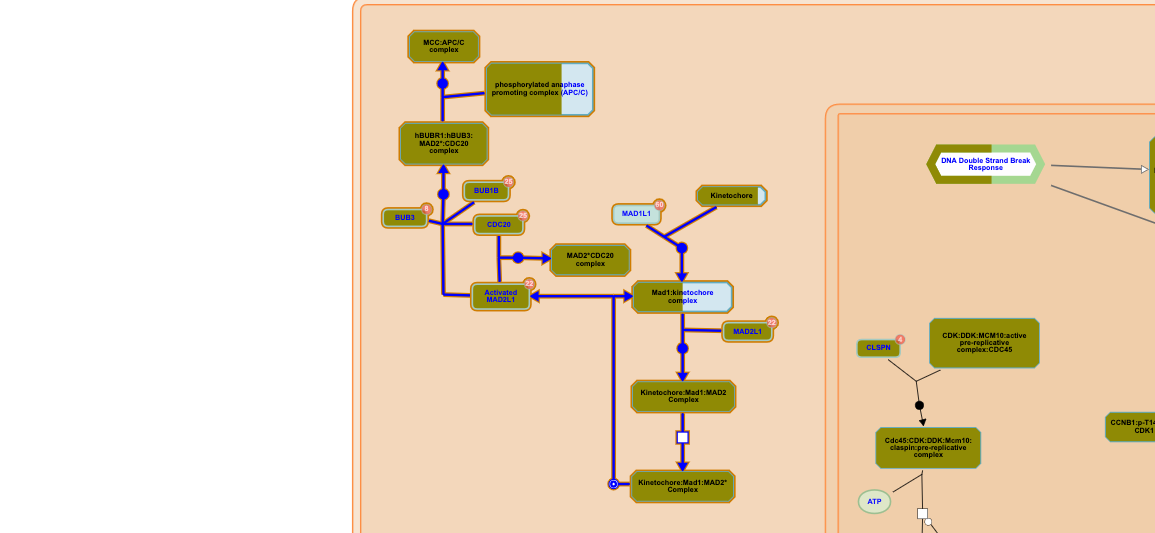 MCC:APC/C
complex
phosphorylated anaphase
promoting complex (APC/C)
hBUBR1:hBUB3:
MAD2*:CDC20
complex
BUB1B
25
BUB3
8
CDC20
26
MAD2*CDC20
complex
Activated
MAD2L1
22
MAD1L1
60
Kinetochore
Mad1:kinetochore
complex
MAD2L1
22
Kinetochore:Mad1:MAD2
Complex
Kinetochore:Mad1:MAD2*
Complex
DNA Double Strand Break
Response
CLSPN
4
CDK:DDK:MCM10:active
pre-replicative
complex:CDC45
Cdc45:CDK:DDK:Mcm10:
claspin:pre-replicative
complex
ATP
CCNB1:p-T14
CDK1